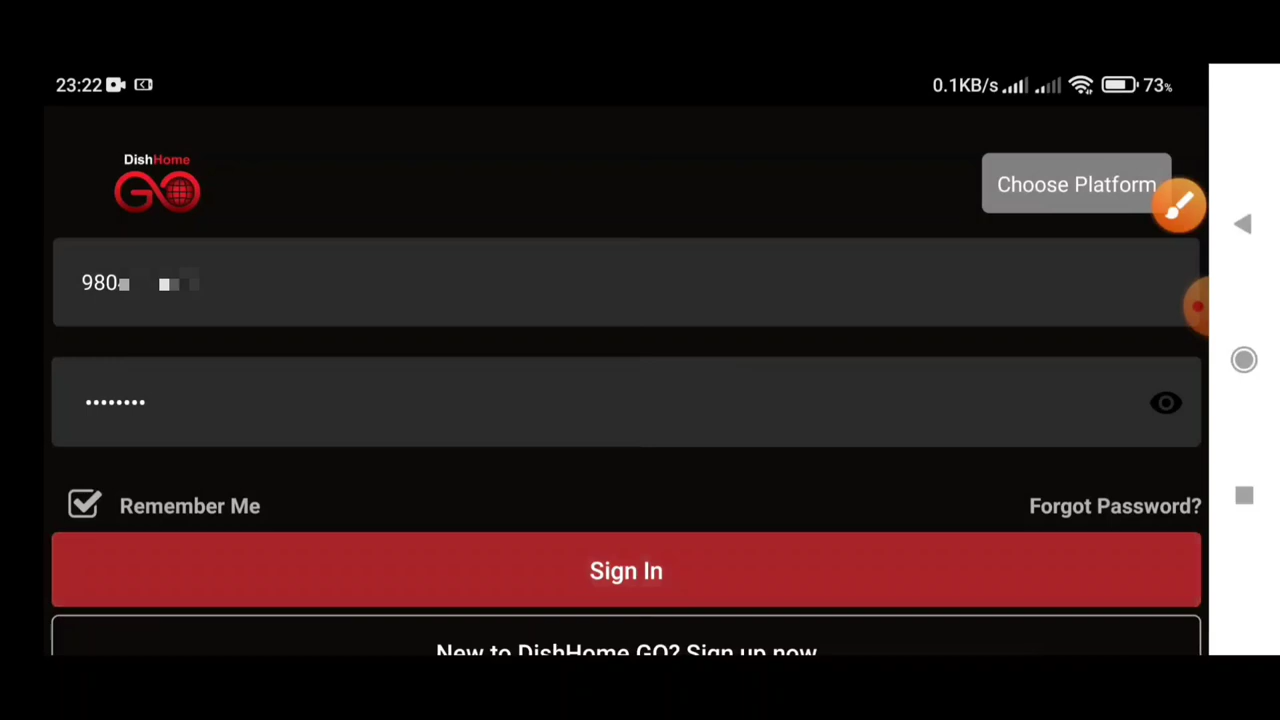 23:22 0.1KB/s 73%
DishHome
GO
Choose Platform
980
••••••••
Remember Me
Forgot Password?
Sign In
New to DishHome GO? Sign up now